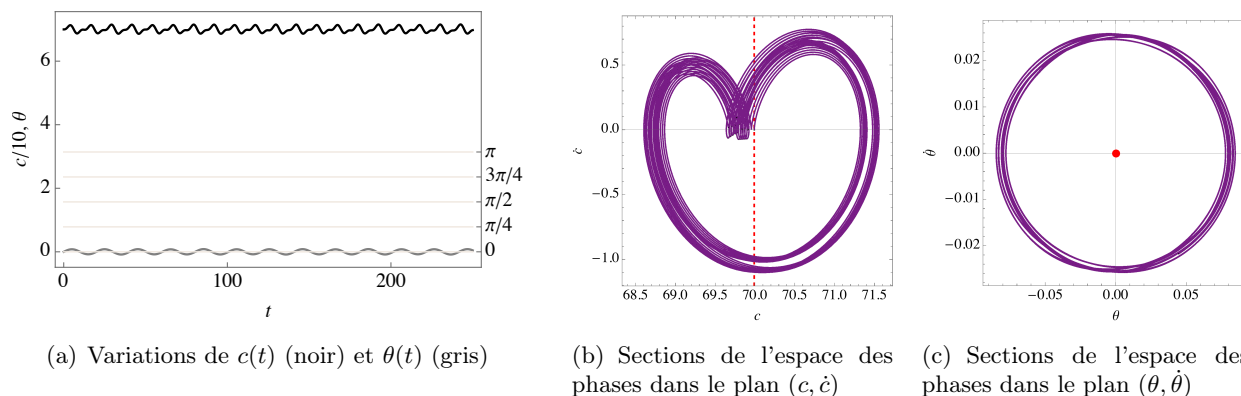 6
4
2
0
c/10, θ
π
3π/4
π/2
π/4
0
0
100
200
t
0.5
0.0
-0.5
-1.0
ċ
68.5
69.0
69.5
70.0
70.5
71.0
71.5
c
0.02
0.01
0.00
-0.01
-0.02
θ̇
-0.05
0.00
0.05
θ
(a) Variations de c(t) (noir) et θ(t) (gris)
(b) Sections de l'espace des
phases dans le plan (c, ċ)
(c) Sections de l'espace des
phases dans le plan (θ, θ̇)